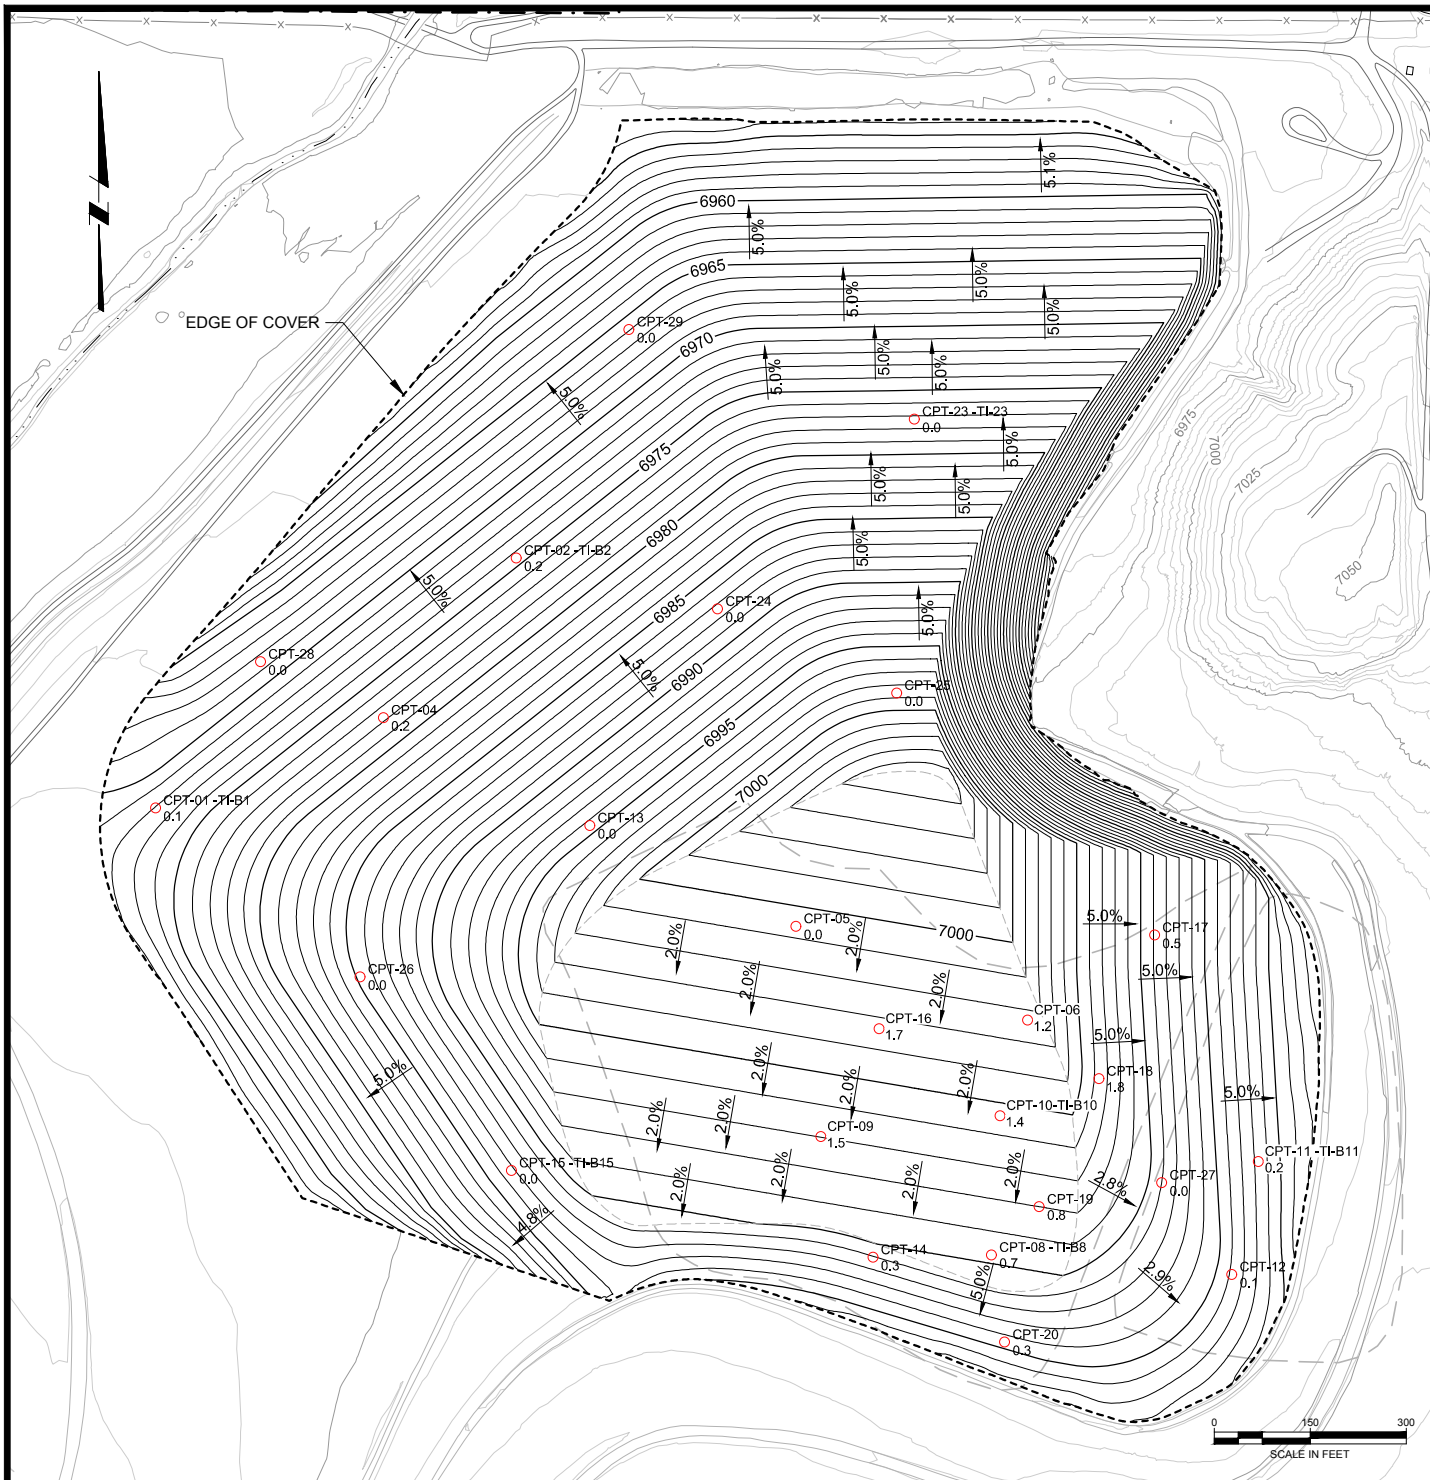 5.1%
6960
5.0%
6965
5.0%
5.0%
5.0%
EDGE OF COVER
CPT-29
0.0
6970
5.0%
5.0%
5.0%
5.0%
CPT-23 -TI-23
0.0
6975
7000
7025
6975
5.0%
5.0%
5.0%
6980
5.0%
CPT-02 -TI-B2
0.2
5.0%
7050
6985
CPT-24
0.0
5.0%
CPT-28
0.0
5.0%
6990
CPT-25
0.0
CPT-04
0.2
6995
7000
CPT-01 -TI-B1
0.1
CPT-13
0.0
CPT-05
0.0
7000
5.0%
CPT-17
0.5
2.0%
2.0%
2.0%
2.0%
5.0%
CPT-26
0.0
CPT-16
1.7
CPT-06
1.2
5.0%
5.0%
2.0%
2.0%
2.0%
CPT-18
1.8
5.0%
CPT-10-TI-B10
1.4
2.0%
2.0%
CPT-09
1.5
CPT-11 -TI-B11
0.2
CPT-15 -TI-B15
0.0
2.0%
2.0%
2.0%
2.0%
2.8%
CPT-27
0.0
CPT-19
0.8
4.8%
CPT-14
0.3
CPT-08 -TI-B8
0.7
5.0%
2.9%
CPT-12
0.1
CPT-20
0.3
0 150 300
SCALE IN FEET